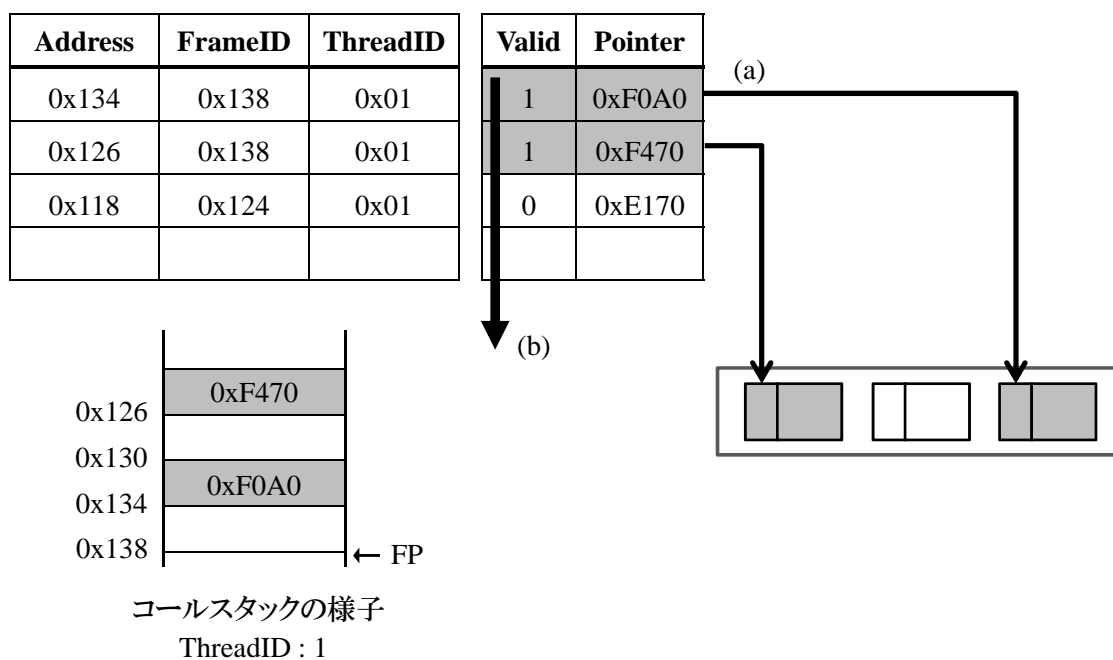 Address FrameID ThreadID Valid Pointer
(a)
0x134 0x138 0x01 1 0xF0A0
0x126 0x138 0x01 1 0xF470
0x118 0x124 0x01 0 0xE170
(b)
0xF470
0x126
0x130
0xF0A0
0x134
0x138
← FP
コールスタックの様子
ThreadID : 1